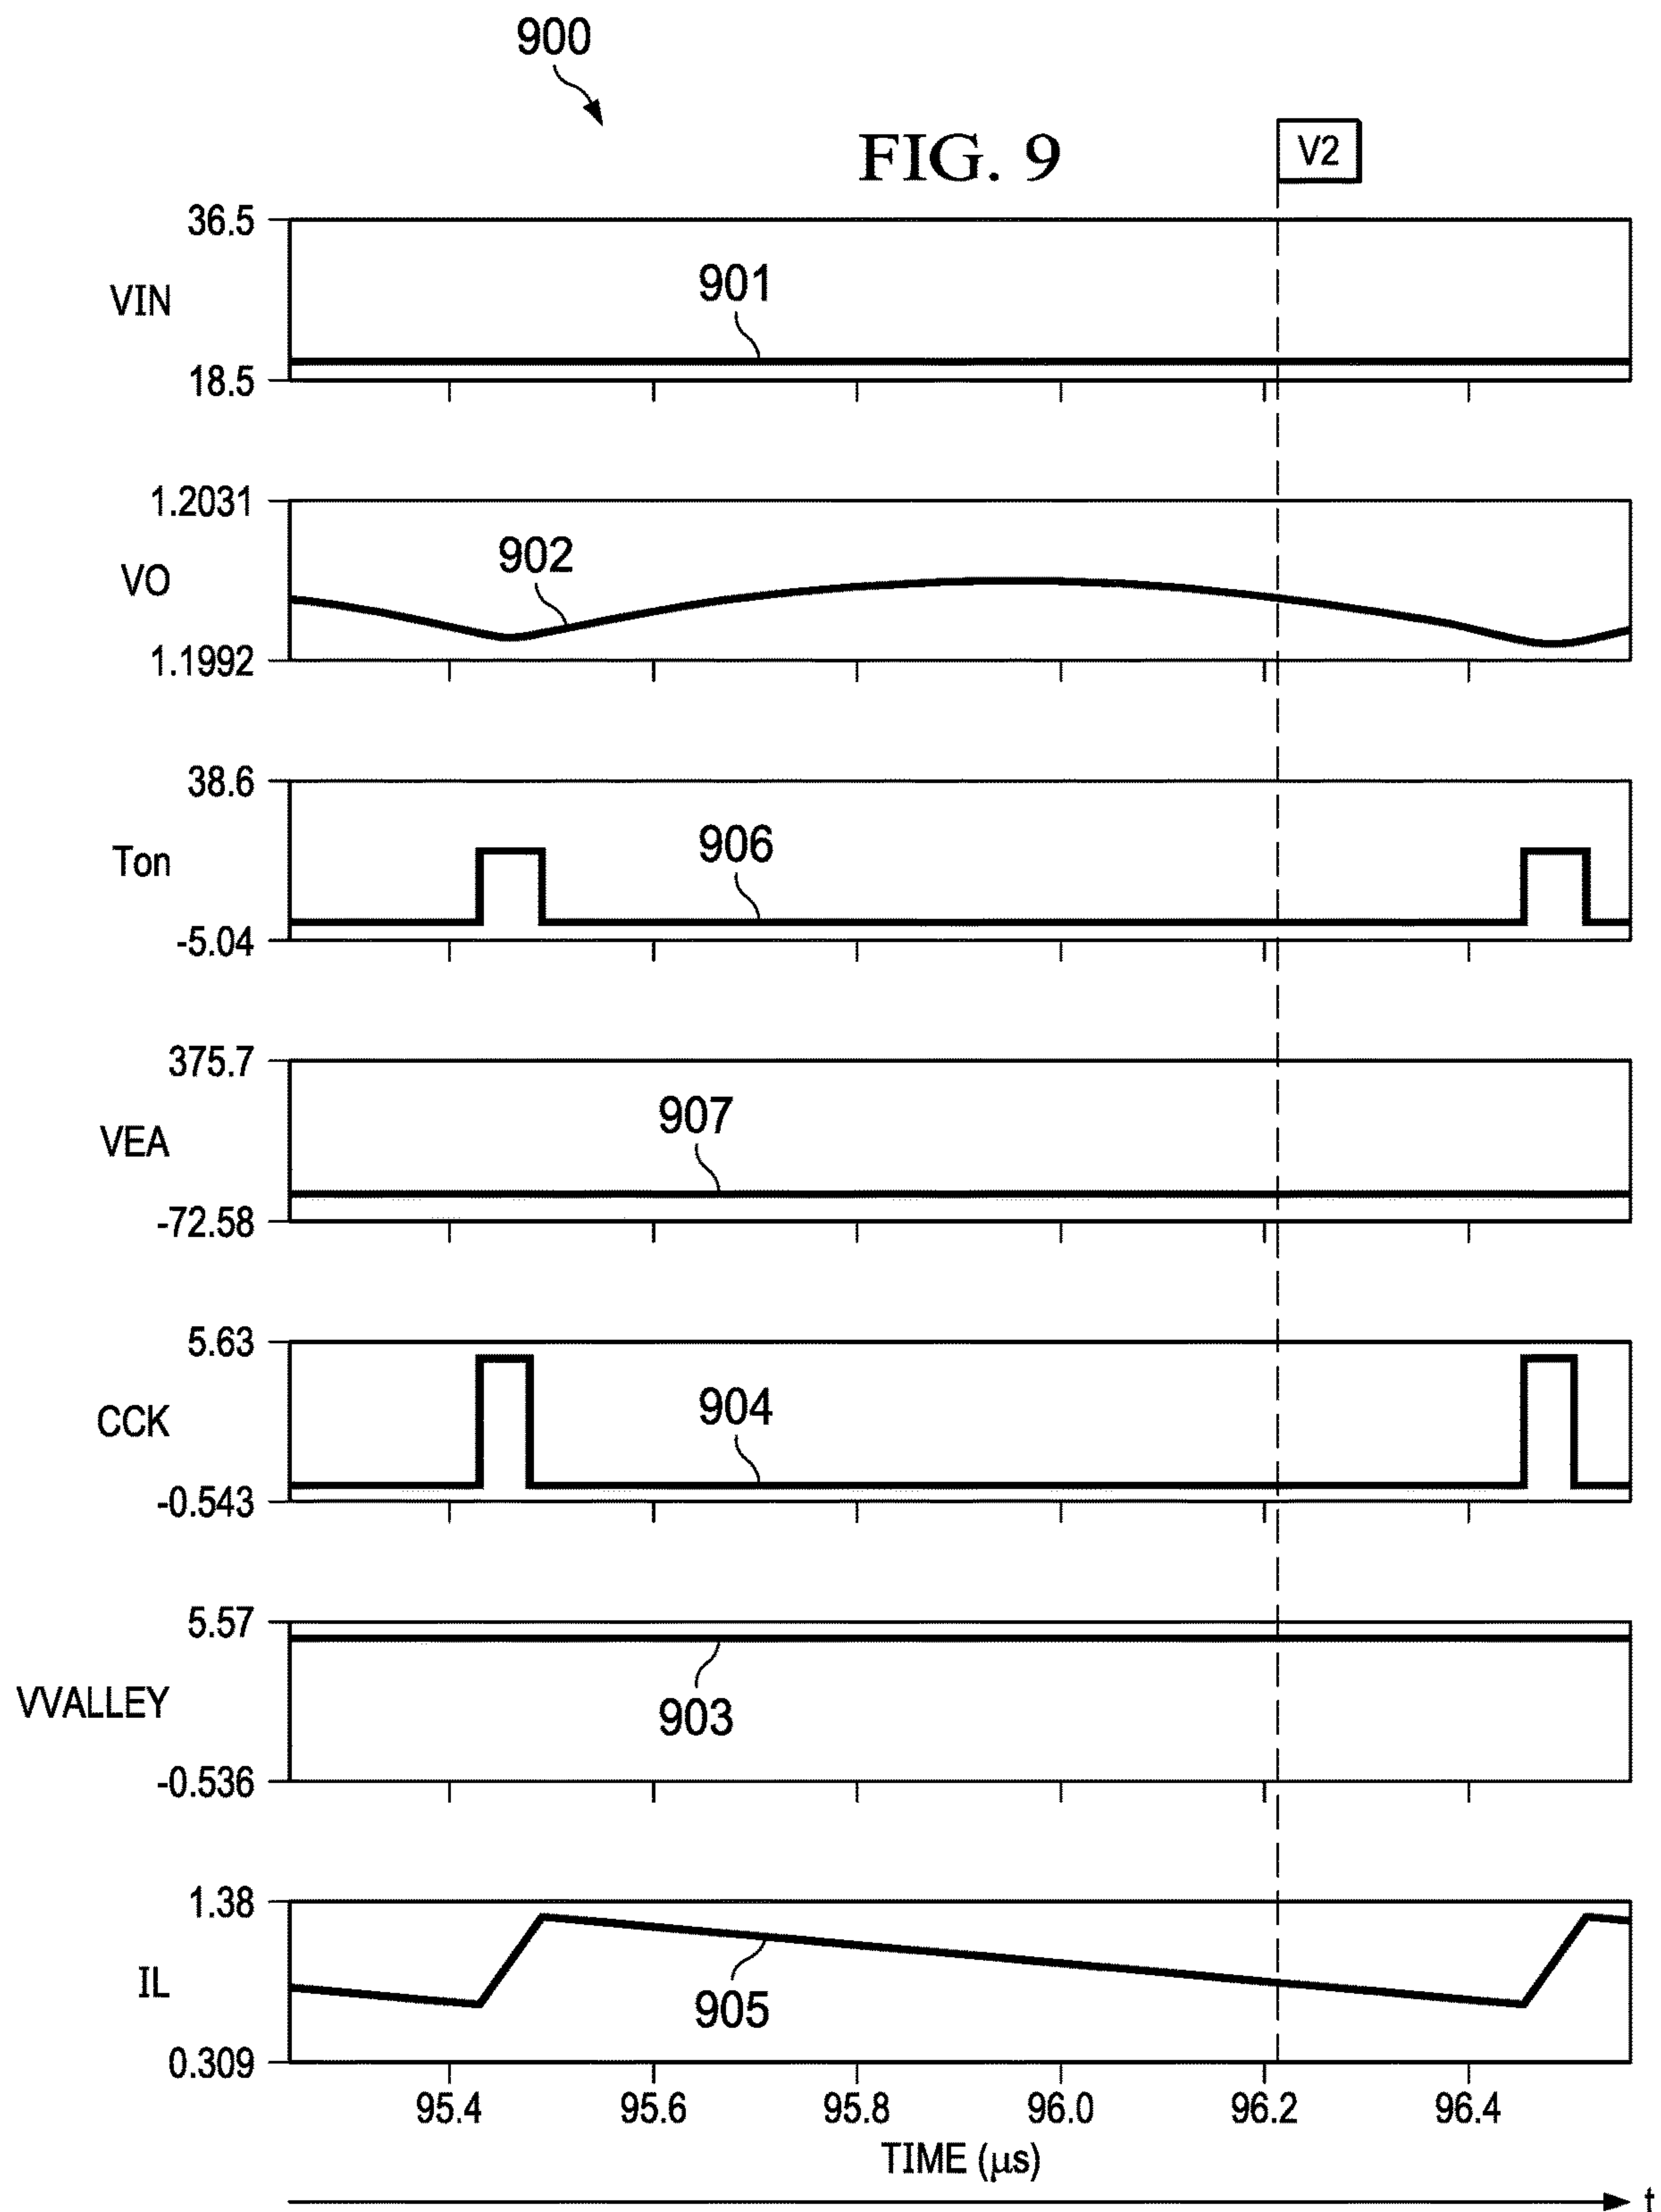 900
FIG. 9
V2
36.5
VIN
901
18.5
1.2031
VO
902
1.1992
38.6
Ton
906
-5.04
375.7
VEA
907
-72.58
5.63
CCK
904
-0.543
5.57
VVALLEY
903
-0.536
1.38
IL
905
0.309
95.4 95.6 95.8 96.0 96.2 96.4
TIME (μs)
t